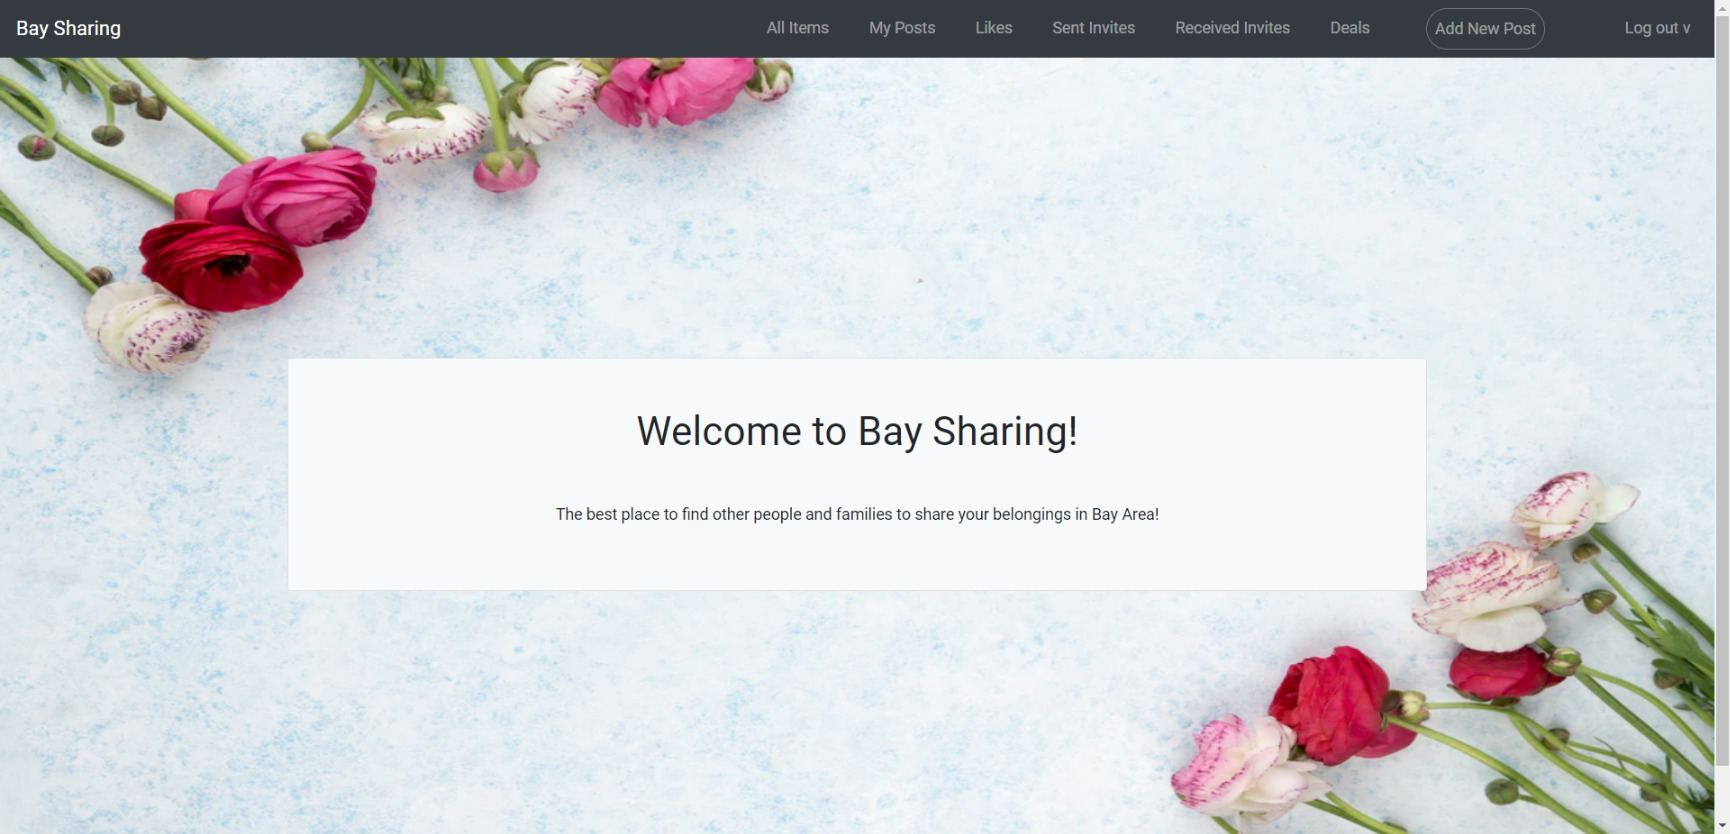 Bay Sharing
All Items
My Posts
Likes
Sent Invites
Received Invites
Deals
Add New Post
Log out v
Welcome to Bay Sharing!
The best place to find other people and families to share your belongings in Bay Area!